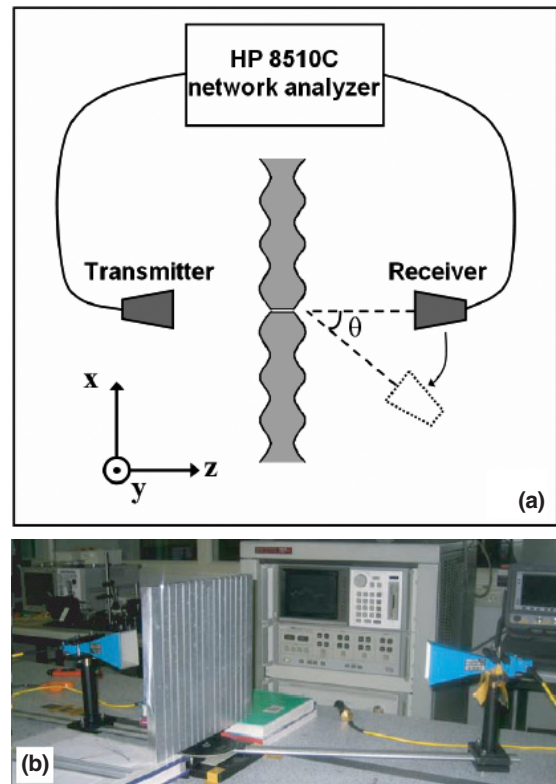 HP 8510C
network analyzer
Transmitter
Receiver
θ
x
z
y
(a)
(b)